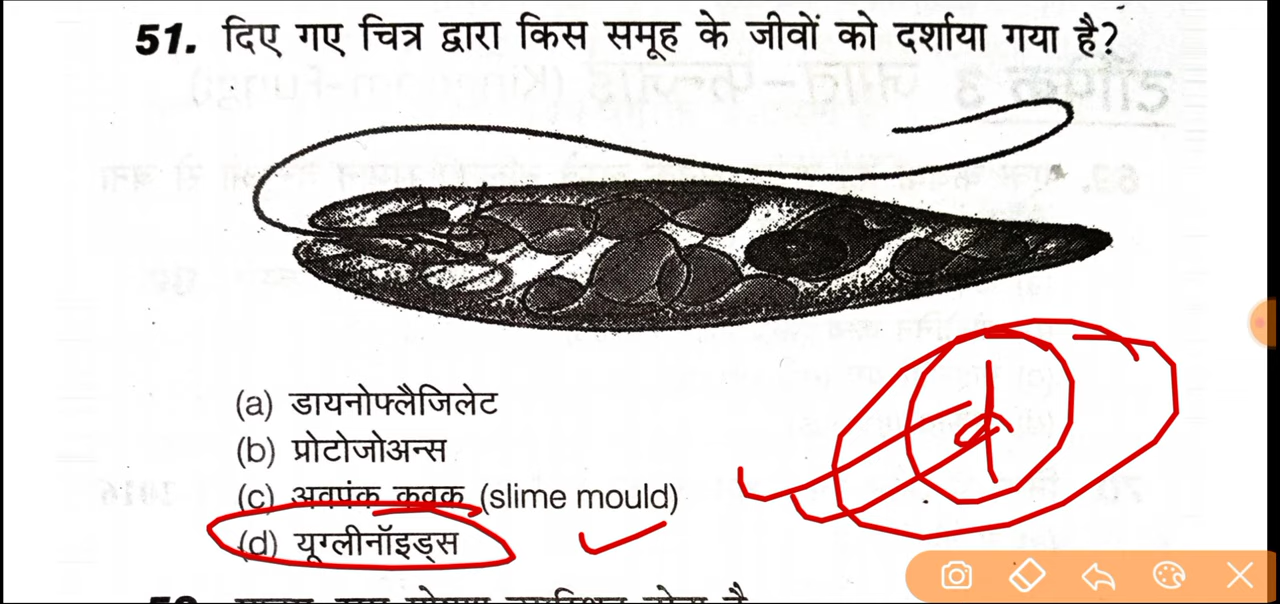 51. दिए गए चित्र द्वारा किस समूह के जीवों को दर्शाया गया है?
(a) डायनोफ्लैजिलेट
(b) प्रोटोजोअन्स
(c) अवपंक कवक (slime mould)
(d) यूग्लीनॉइड्स
d